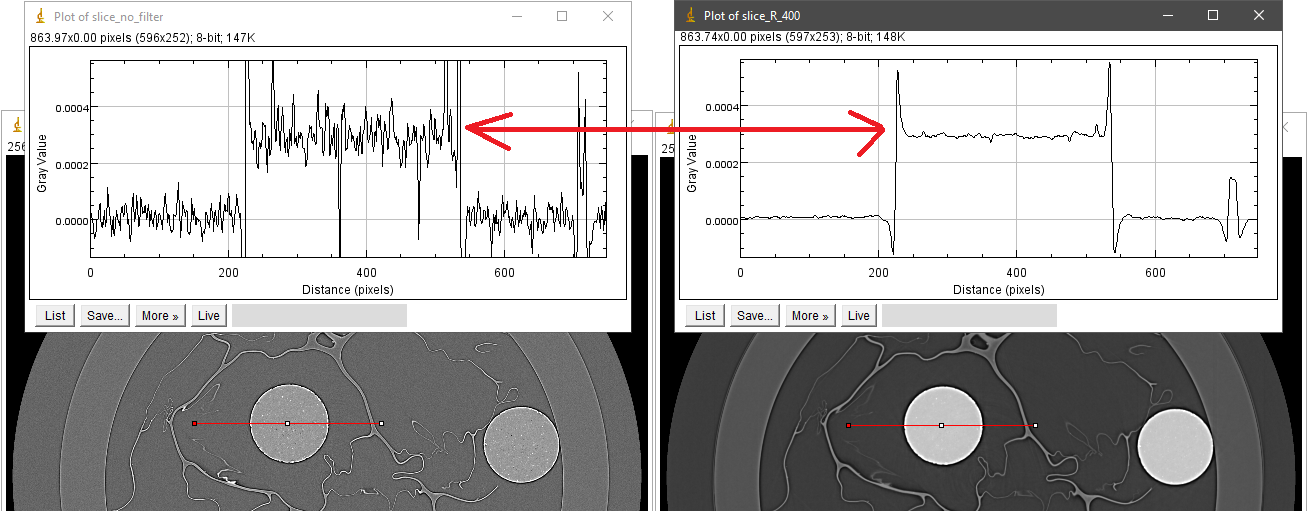 Plot of slice_no_filter
863.97x0.00 pixels (596x252); 8-bit; 147K
0.0004
0.0002
0.0000
Gray Value
0 200 400 600
Distance (pixels)
List Save... More » Live
256
Plot of slice_R_400
863.74x0.00 pixels (597x253); 8-bit; 148K
0.0004
0.0002
0.0000
Gray Value
0 200 400 600
Distance (pixels)
List Save... More » Live
25